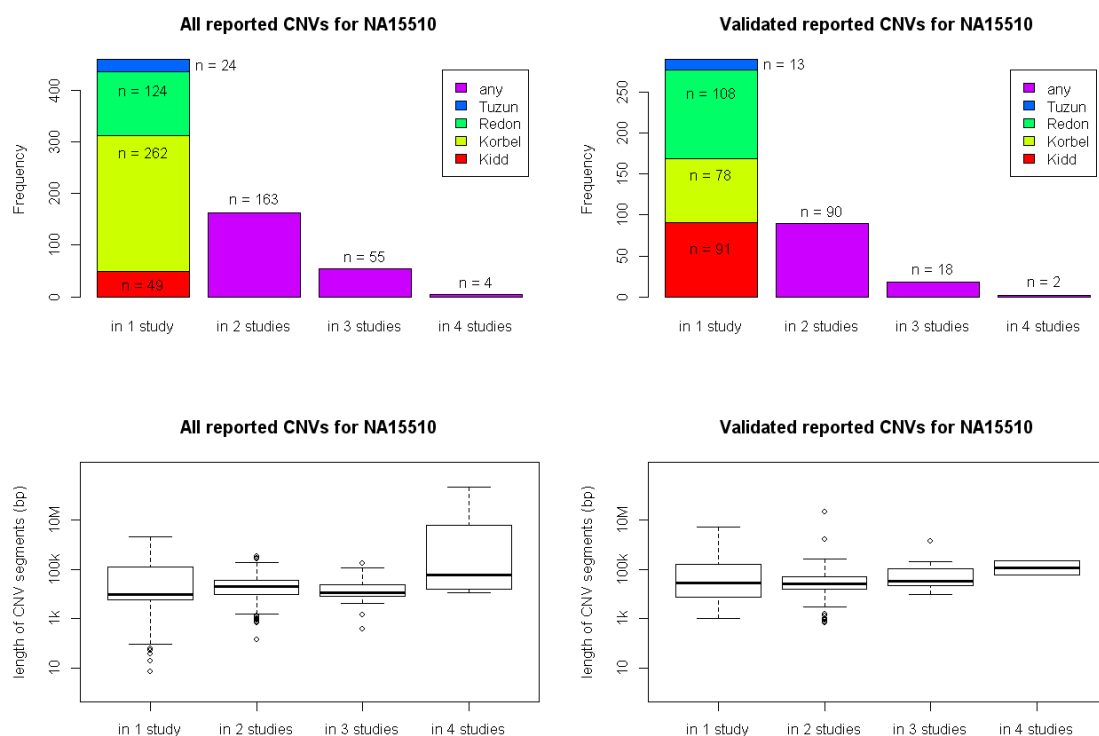 All reported CNVs for NA15510
Frequency
0
100
200
300
400
n = 24
n = 124
n = 262
n = 49
n = 163
n = 55
n = 4
any
Tuzun
Redon
Korbel
Kidd
in 1 study
in 2 studies
in 3 studies
in 4 studies
Validated reported CNVs for NA15510
Frequency
0
50
100
150
200
250
n = 13
n = 108
n = 78
n = 91
n = 90
n = 18
n = 2
any
Tuzun
Redon
Korbel
Kidd
in 1 study
in 2 studies
in 3 studies
in 4 studies
All reported CNVs for NA15510
length of CNV segments (bp)
10
1k
100k
10M
in 1 study
in 2 studies
in 3 studies
in 4 studies
Validated reported CNVs for NA15510
length of CNV segments (bp)
10
1k
100k
10M
in 1 study
in 2 studies
in 3 studies
in 4 studies